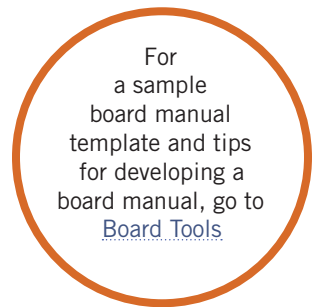 For
a sample
board manual
template and tips
for developing a
board manual, go to
Board Tools